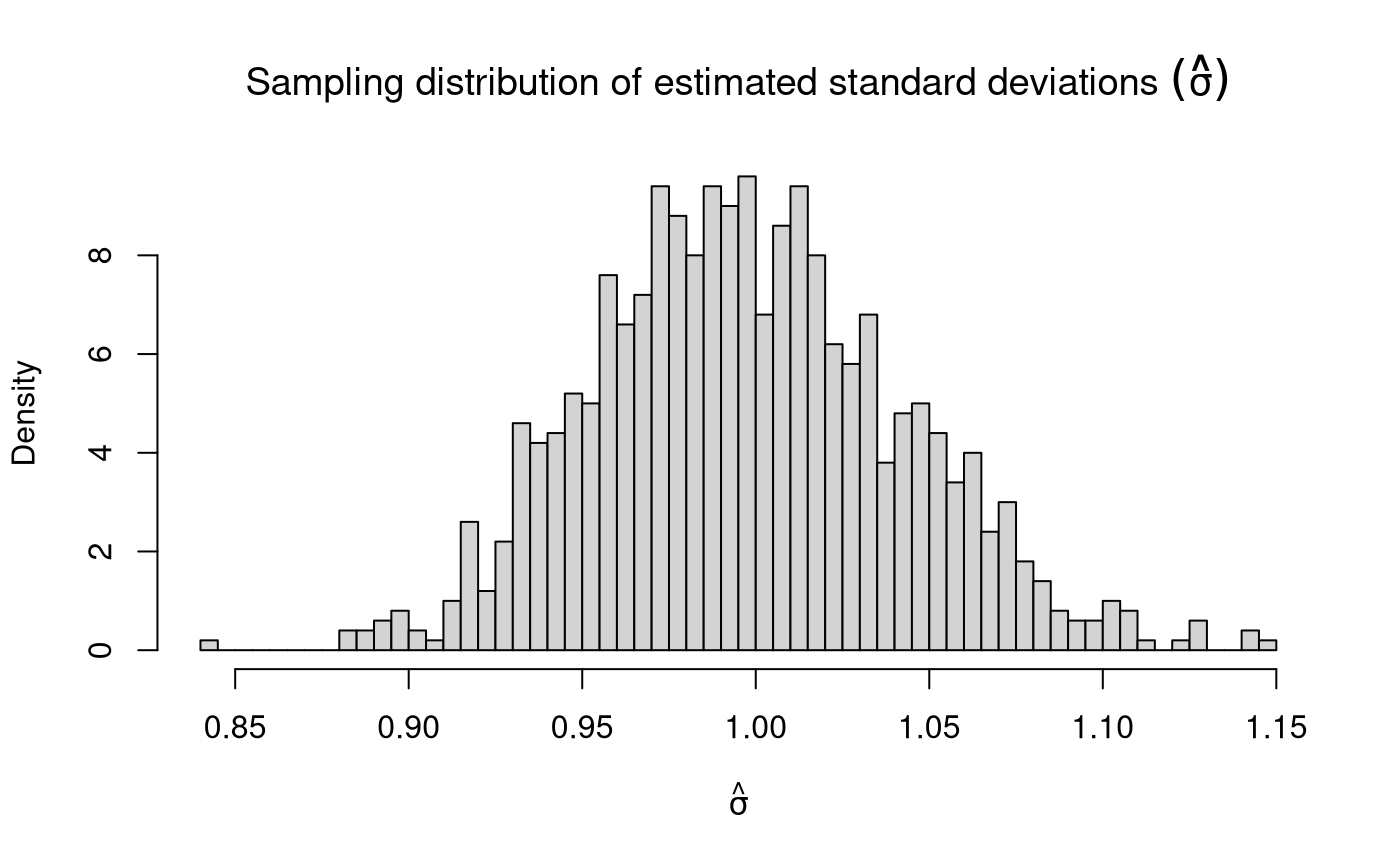 Sampling distribution of estimated standard deviations (σ̂)
Density
8
6
4
2
0
0.85 0.90 0.95 1.00 1.05 1.10 1.15
σ̂